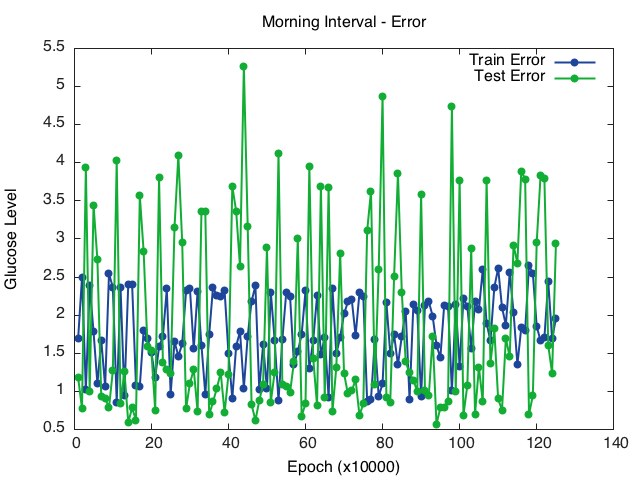 Morning Interval - Error
Train Error
Test Error
5.5
5
4.5
4
3.5
3
2.5
2
1.5
1
0.5
Glucose Level
0 20 40 60 80 100 120 140
Epoch (x10000)